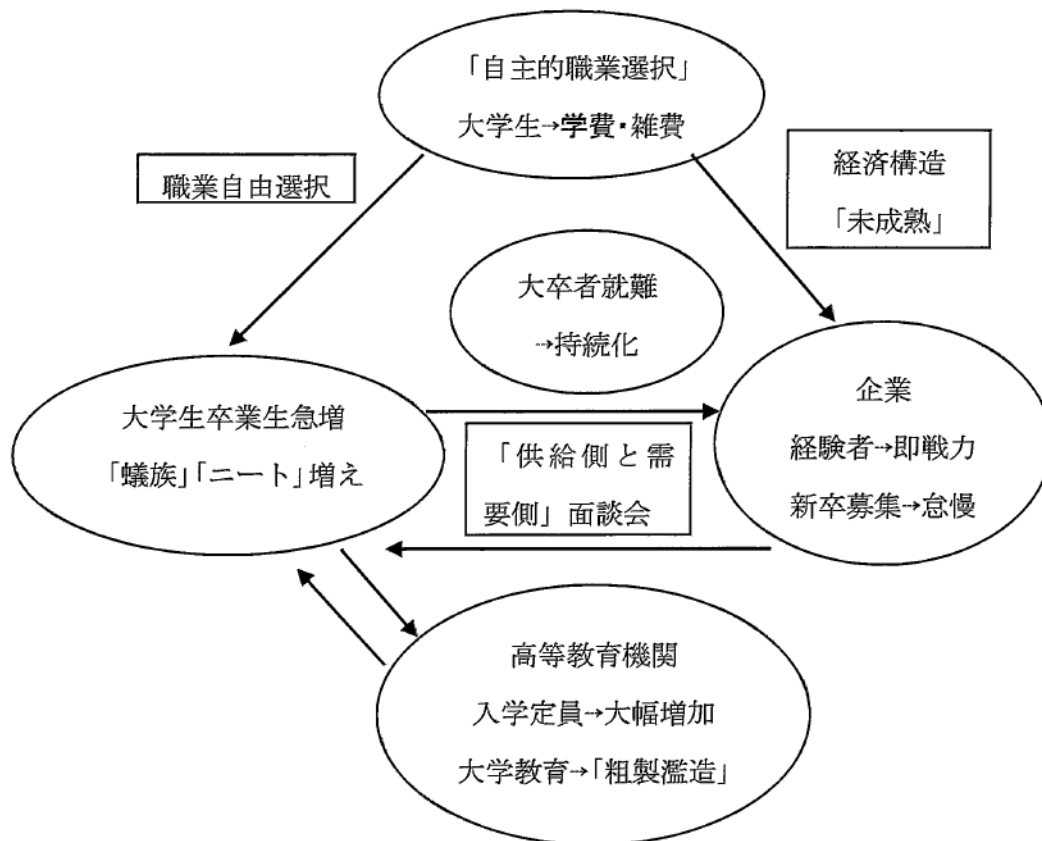 「自主的職業選択」
大学生→学費・雑費
職業自由選択
経済構造
「未成熟」
大卒者就難
→持続化
大学生卒業生急増
「蟻族」「ニート」増え
企業
経験者→即戦力
新卒募集→怠慢
「供給側と需
要側」面談会
高等教育機関
入学定員→大幅増加
大学教育→「粗製濫造」